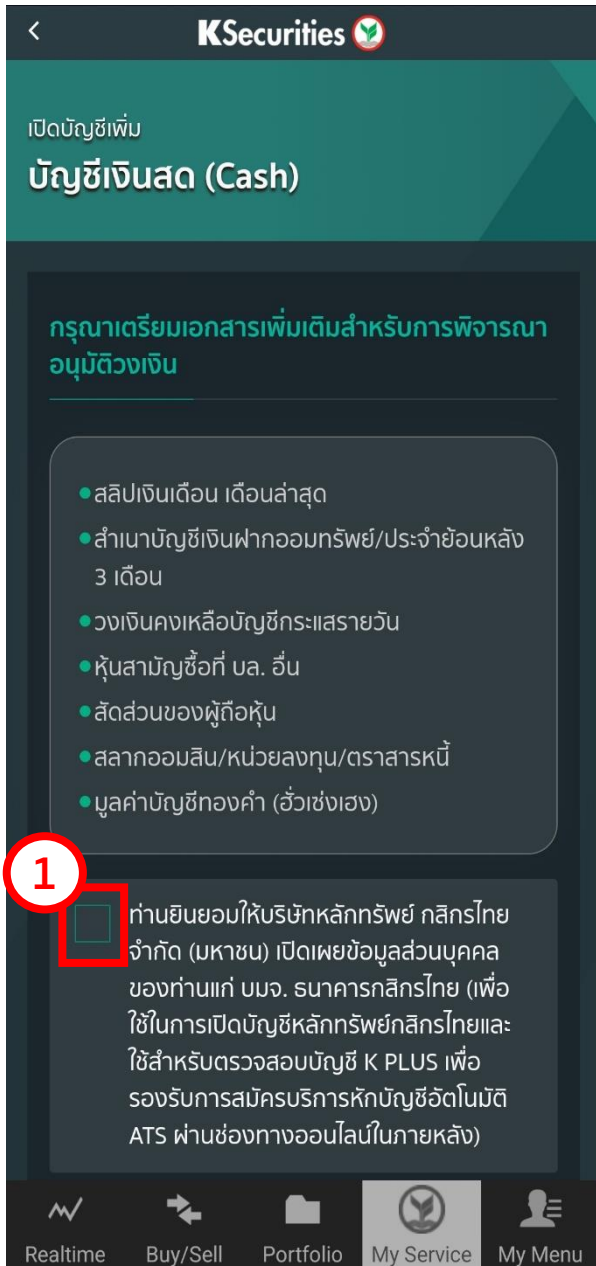 KSecurities
เปิดบัญชีเพิ่ม
บัญชีเงินสด (Cash)
กรุณาเตรียมเอกสารเพิ่มเติมสำหรับการพิจารณา
อนุมัติวงเงิน
สลิปเงินเดือน เดือนล่าสุด
สำเนาบัญชีเงินฝากออมทรัพย์/ประจำย้อนหลัง
3 เดือน
วงเงินคงเหลือบัญชีกระแสรายวัน
หุ้นสามัญซื้อที่ บล. อื่น
สัดส่วนของผู้ถือหุ้น
สลากออมสิน/หน่วยลงทุน/ตราสารหนี้
มูลค่าบัญชีทองคำ (ฮั่วเซ่งเฮง)
1
ท่านยินยอมให้บริษัทหลักทรัพย์ กสิกรไทย
จำกัด (มหาชน) เปิดเผยข้อมูลส่วนบุคคล
ของท่านแก่ บมจ. ธนาคารกสิกรไทย (เพื่อ
ใช้ในการเปิดบัญชีหลักทรัพย์กสิกรไทยและ
ใช้สำหรับตรวจสอบบัญชี K PLUS เพื่อ
รองรับการสมัครบริการหักบัญชีอัตโนมัติ
ATS ผ่านช่องทางออนไลน์ในภายหลัง)
Realtime Buy/Sell Portfolio My Service My Menu